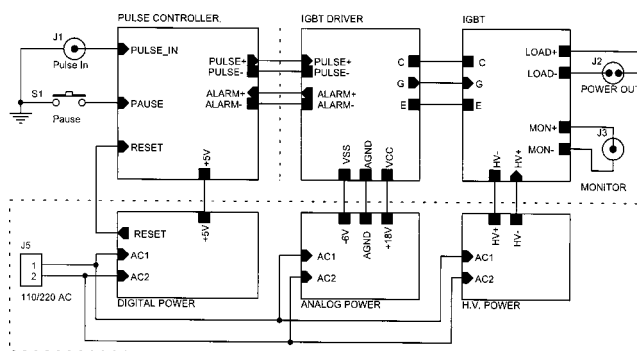 PULSE CONTROLLER.
IGBT DRIVER
IGBT
J1
Pulse In
PULSE_IN
S1
Pause
PAUSE
RESET
PULSE+
PULSE-
ALARM+
ALARM-
+5V
PULSE+
PULSE-
ALARM+
ALARM-
C
G
E
VSS
AGND
VCC
C
G
E
LOAD+
LOAD-
J2
POWER OUT
MON+
MON-
J3
MONITOR
HV-
HV+
RESET
+5V
AC1
AC2
DIGITAL POWER
J5
1
2
110/220 AC
-6V
AGND
+18V
AC1
AC2
ANALOG POWER
HV+
HV-
AC1
AC2
H.V. POWER